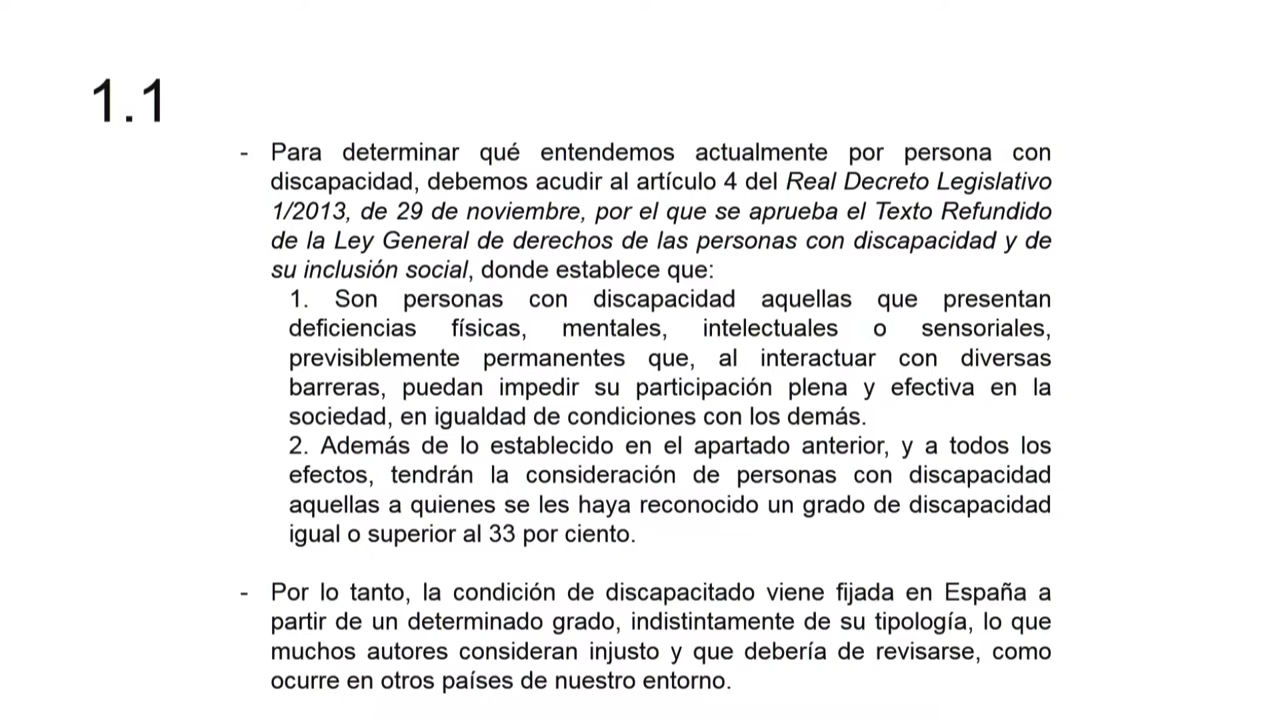 1.1
- Para determinar qué entendemos actualmente por persona con
discapacidad, debemos acudir al artículo 4 del Real Decreto Legislativo
1/2013, de 29 de noviembre, por el que se aprueba el Texto Refundido
de la Ley General de derechos de las personas con discapacidad y de
su inclusión social, donde establece que:
1. Son personas con discapacidad aquellas que presentan
deficiencias físicas, mentales, intelectuales o sensoriales,
previsiblemente permanentes que, al interactuar con diversas
barreras, puedan impedir su participación plena y efectiva en la
sociedad, en igualdad de condiciones con los demás.
2. Además de lo establecido en el apartado anterior, y a todos los
efectos, tendrán la consideración de personas con discapacidad
aquellas a quienes se les haya reconocido un grado de discapacidad
igual o superior al 33 por ciento.
- Por lo tanto, la condición de discapacitado viene fijada en España a
partir de un determinado grado, indistintamente de su tipología, lo que
muchos autores consideran injusto y que debería de revisarse, como
ocurre en otros países de nuestro entorno.